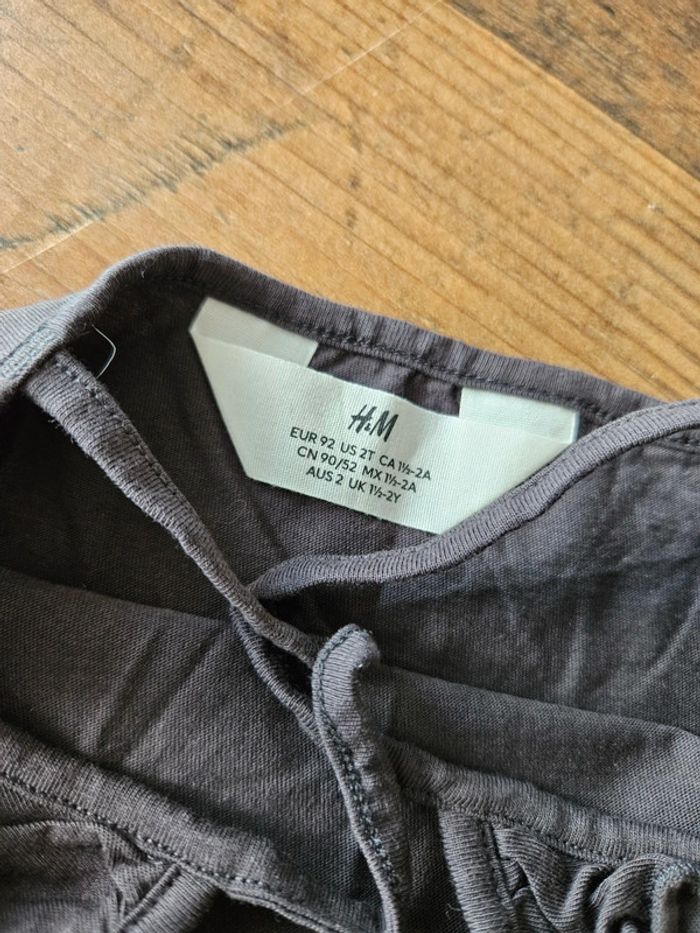 H&M
EUR 92 US 2T CA 1½-2A
CN 90/52 MX 1½-2A
AUS 2 UK 1½-2Y